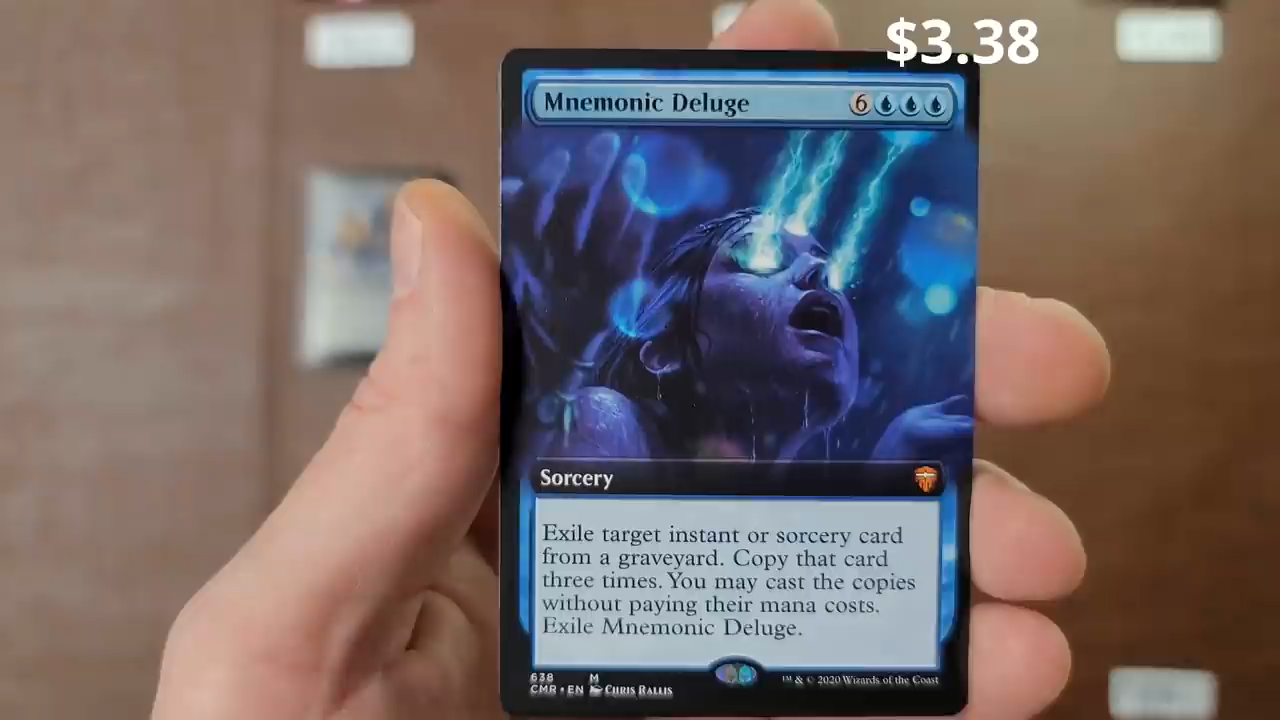 $3.38
Mnemonic Deluge 6
Sorcery
Exile target instant or sorcery card
from a graveyard. Copy that card
three times. You may cast the copies
without paying their mana costs.
Exile Mnemonic Deluge.
638 M
CMR • EN Chris Rallis
™ & © 2020 Wizards of the Coast